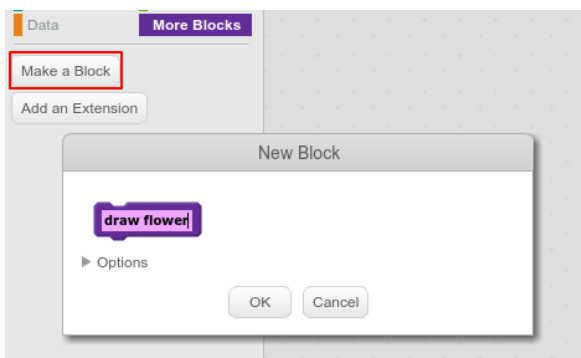 Data More Blocks
Make a Block
Add an Extension
New Block
draw flower
Options
OK Cancel